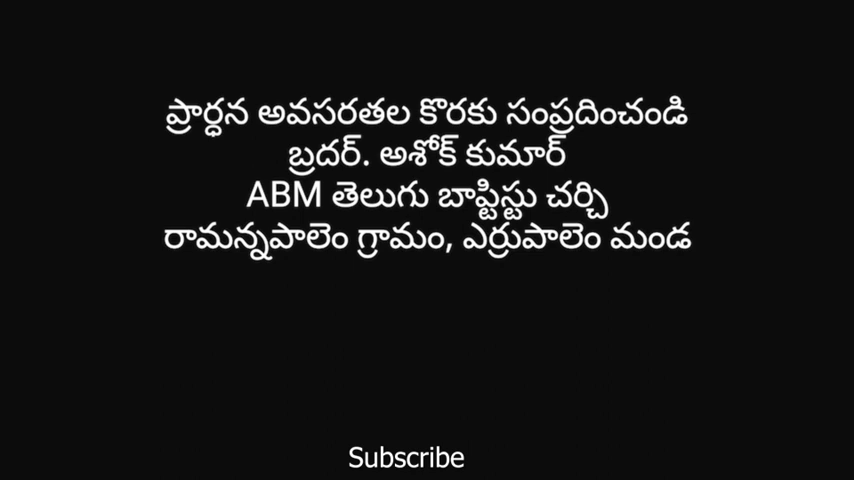 ప్రార్ధన అవసరతల కొరకు సంప్రదించండి
బ్రదర్. అశోక్ కుమార్
ABM తెలుగు బాప్టిస్టు చర్చి
రామన్నపాలెం గ్రామం, ఎర్రుపాలెం మండ
Subscribe